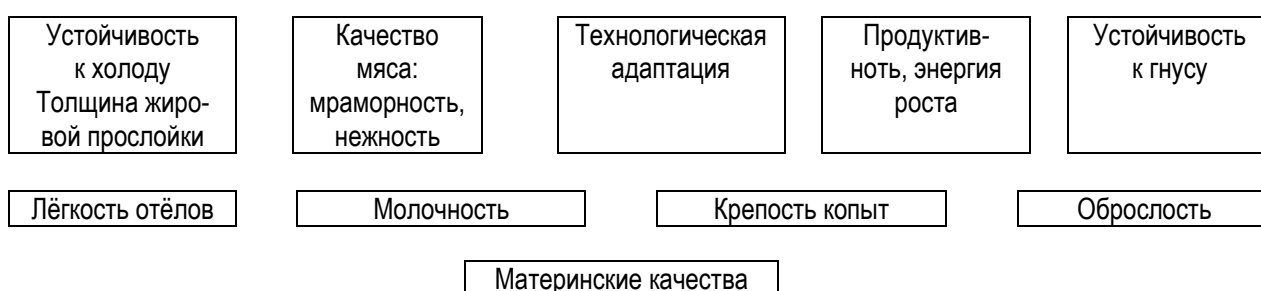 Устойчивость
к холоду
Толщина жиро-
вой прослойки
Качество
мяса:
мраморность,
нежность
Технологическая
адаптация
Продуктив-
ноть, энергия
роста
Устойчивость
к гнусу
Лёгкость отёлов
Молочность
Крепость копыт
Оброслость
Материнские качества